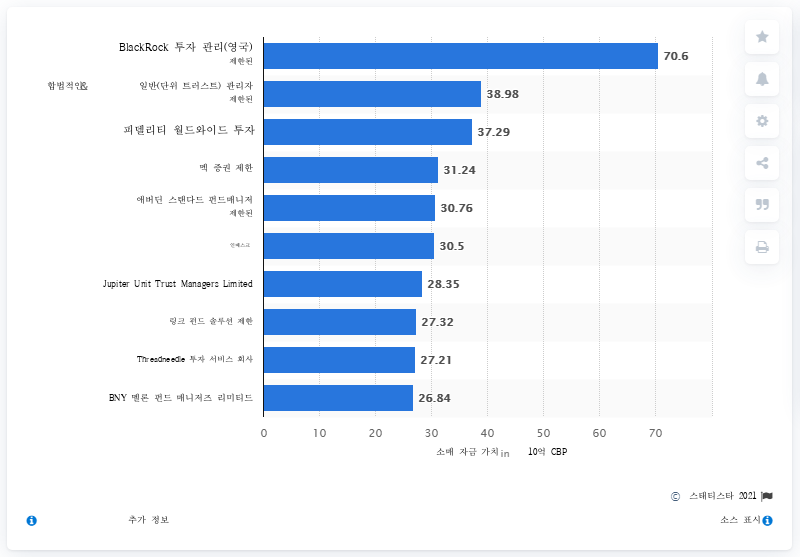 BlackRock 투자 관리(영국)
제한된
70.6
합법적인&
일반(단위 트러스트) 관리자
제한된
38.98
피델리티 월드와이드 투자
37.29
멕 증권 제한
31.24
애버딘 스탠다드 펀드매니저
제한된
30.76
인베스코
30.5
Jupiter Unit Trust Managers Limited
28.35
링크 펀드 솔루션 제한
27.32
Threadneedle 투자 서비스 회사
27.21
BNY 멜론 펀드 매니저즈 리미티드
26.84
0 10 20 30 40 50 60 70
소매 자금 가치 in 10억 CBP
© 스태티스타 2021
추가 정보
소스 표시